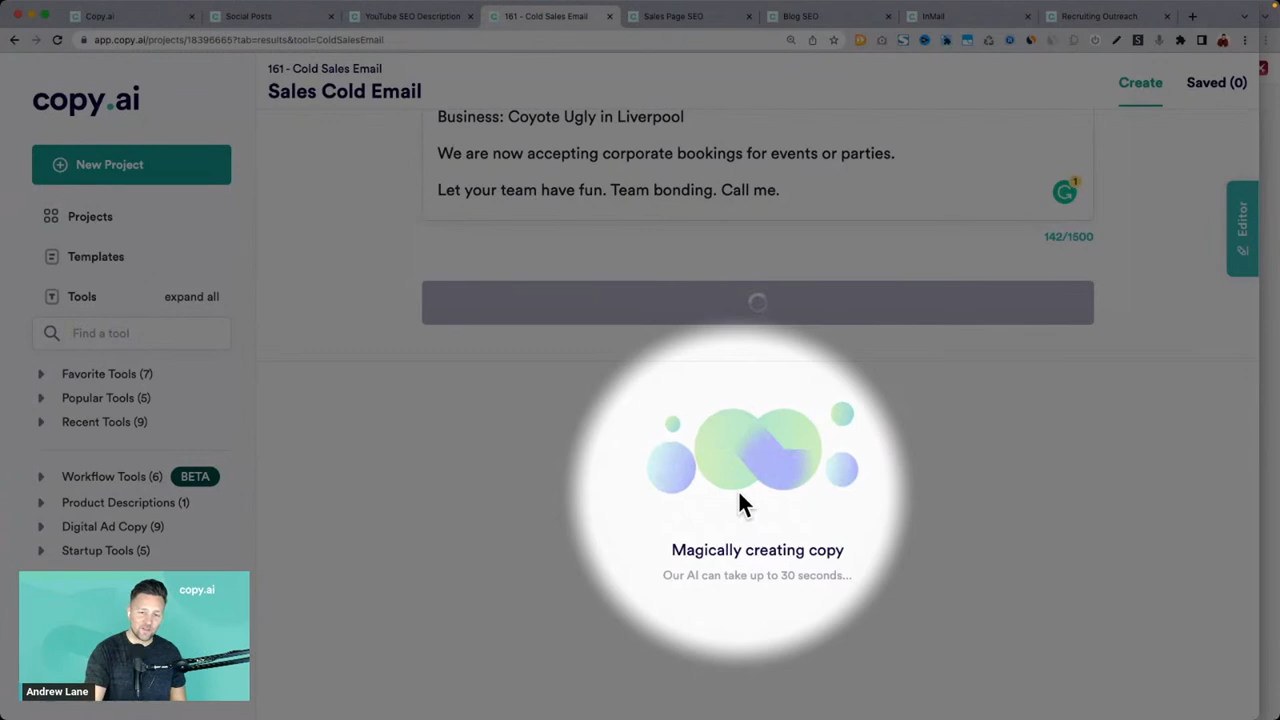 Copy.ai
Social Posts
YouTube SEO Description
161 - Cold Sales Email
Sales Page SEO
Blog SEO
InMail
Recruiting Outreach
app.copy.ai/projects/18396665?tab=results&tool=ColdSalesEmail
copy.ai
161 - Cold Sales Email
Sales Cold Email
Create
Saved (0)
New Project
Projects
Templates
Tools
expand all
Find a tool
Favorite Tools (7)
Popular Tools (5)
Recent Tools (9)
Workflow Tools (6)
BETA
Product Descriptions (1)
Digital Ad Copy (9)
Startup Tools (5)
Business: Coyote Ugly in Liverpool
We are now accepting corporate bookings for events or parties.
Let your team have fun. Team bonding. Call me.
1
142/1500
Editor
Magically creating copy
Our AI can take up to 30 seconds...
copy.ai
Andrew Lane